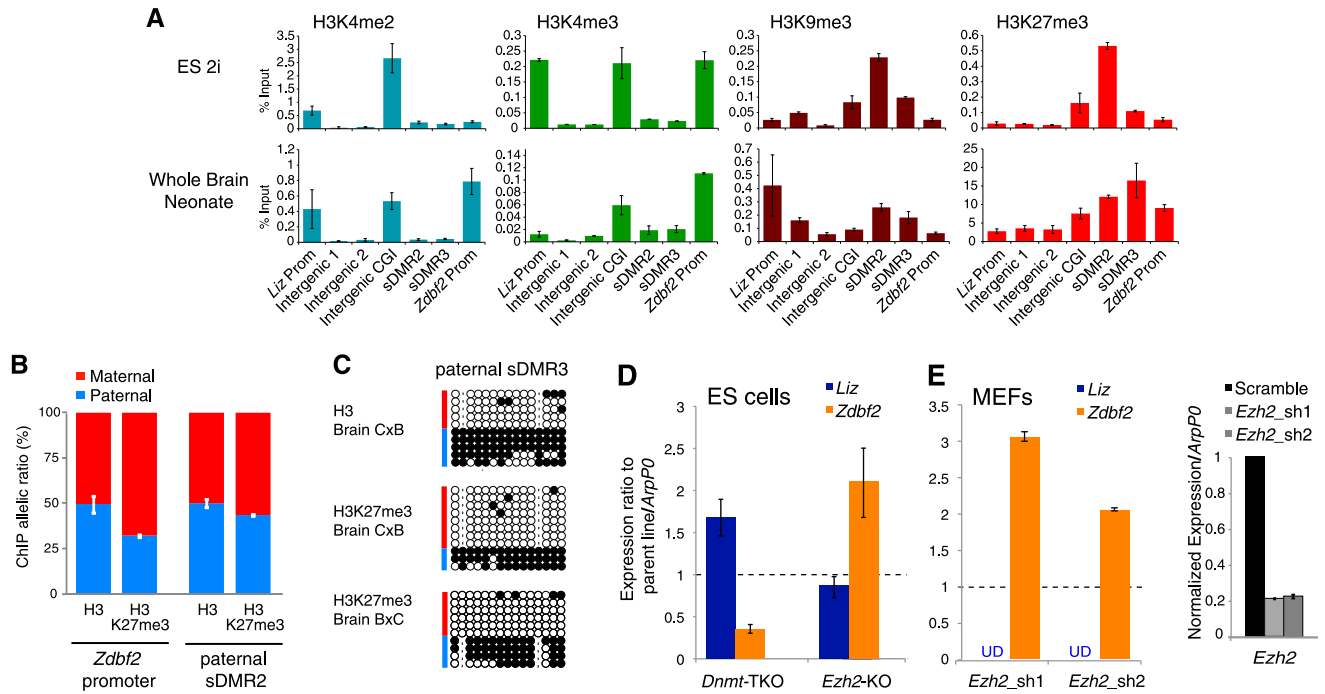 A
H3K4me2
H3K4me3
H3K9me3
H3K27me3
ES 2i
% Input
3.5
3
2.5
2
1.5
1
0.5
0
0.3
0.25
0.2
0.15
0.1
0.05
0
0.3
0.25
0.2
0.15
0.1
0.05
0
0.6
0.5
0.4
0.3
0.2
0.1
0
Whole Brain
Neonate
% Input
1.2
1
0.8
0.6
0.4
0.2
0
0.14
0.12
0.1
0.08
0.06
0.04
0.02
0
0.7
0.6
0.5
0.4
0.3
0.2
0.1
0
25
20
15
10
5
0
Liz Prom
Intergenic 1
Intergenic 2
Intergenic CGI
sDMR2
sDMR3
Zdbf2 Prom
Liz Prom
Intergenic 1
Intergenic 2
Intergenic CGI
sDMR2
sDMR3
Zdbf2 Prom
Liz Prom
Intergenic 1
Intergenic 2
Intergenic CGI
sDMR2
sDMR3
Zdbf2 Prom
Liz Prom
Intergenic 1
Intergenic 2
Intergenic CGI
sDMR2
sDMR3
Zdbf2 Prom
B
Maternal
Paternal
ChIP allelic ratio (%)
100
75
50
25
0
H3
H3
K27me3
H3
H3
K27me3
Zdbf2
promoter
paternal
sDMR2
C
paternal sDMR3
H3
Brain CxB
H3K27me3
Brain CxB
H3K27me3
Brain BxC
D
ES cells
Liz
Zdbf2
Expression ratio to
parent line/ArpP0
3
2.5
2
1.5
1
0.5
0
Dnmt-TKO
Ezh2-KO
E
MEFs
Liz
Zdbf2
3.5
3
2.5
2
1.5
1
0.5
0
UD
UD
Ezh2_sh1
Ezh2_sh2
Scramble
Ezh2_sh1
Ezh2_sh2
Normalized Expression/ArpP0
1
0.8
0.6
0.4
0.2
0
Ezh2